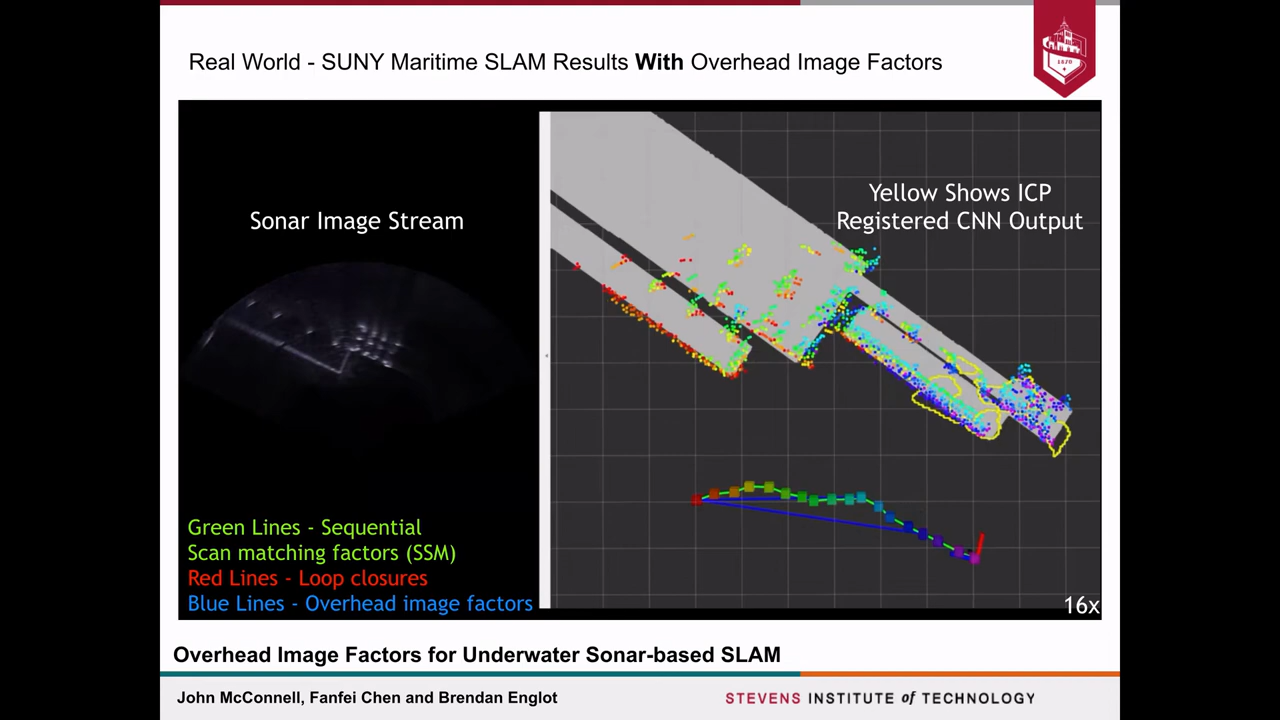 Real World - SUNY Maritime SLAM Results With Overhead Image Factors
1870
Sonar Image Stream
Yellow Shows ICP
Registered CNN Output
Green Lines - Sequential
Scan matching factors (SSM)
Red Lines - Loop closures
Blue Lines - Overhead image factors
16x
Overhead Image Factors for Underwater Sonar-based SLAM
John McConnell, Fanfei Chen and Brendan Englot
STEVENS INSTITUTE of TECHNOLOGY